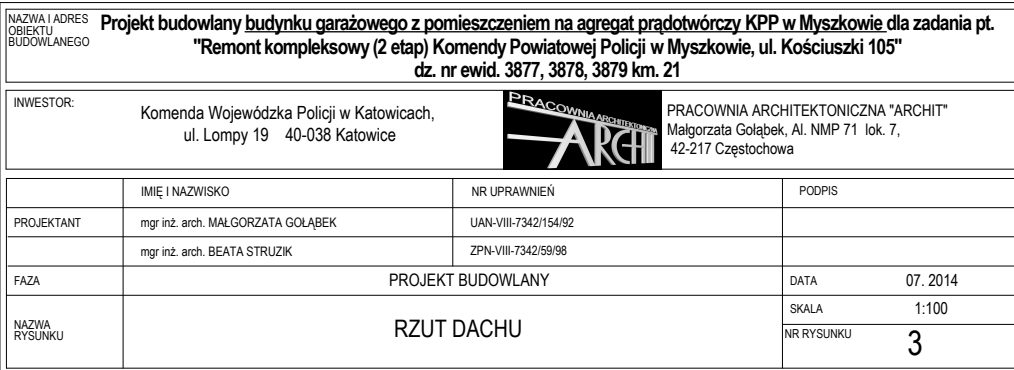 NAZWA I ADRES
OBIEKTU
BUDOWLANEGO
Projekt budowlany budynku garażowego z pomieszczeniem na agregat prądotwórczy KPP w Myszkowie dla zadania pt.
"Remont kompleksowy (2 etap) Komendy Powiatowej Policji w Myszkowie, ul. Kościuszki 105"
dz. nr ewid. 3877, 3878, 3879 km. 21
INWESTOR:
Komenda Wojewódzka Policji w Katowicach,
ul. Lompy 19 40-038 Katowice
PRACOWNIA ARCHITEKTONICZNA
ARCHIT
PRACOWNIA ARCHITEKTONICZNA "ARCHIT"
Małgorzata Gołąbek, Al. NMP 71 lok. 7,
42-217 Częstochowa
IMIĘ I NAZWISKO NR UPRAWNIEŃ PODPIS
PROJEKTANT mgr inż. arch. MAŁGORZATA GOŁĄBEK UAN-VIII-7342/154/92
mgr inż. arch. BEATA STRUZIK ZPN-VIII-7342/59/98
FAZA PROJEKT BUDOWLANY DATA 07. 2014
NAZWA
RYSUNKU
RZUT DACHU
SKALA 1:100
NR RYSUNKU 3